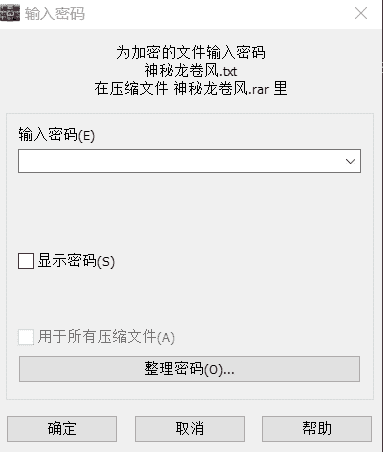 输入密码
为加密的文件输入密码
神秘龙卷风.txt
在压缩文件 神秘龙卷风.rar 里
输入密码(E)
显示密码(S)
用于所有压缩文件(A)
整理密码(O)...
确定
取消
帮助